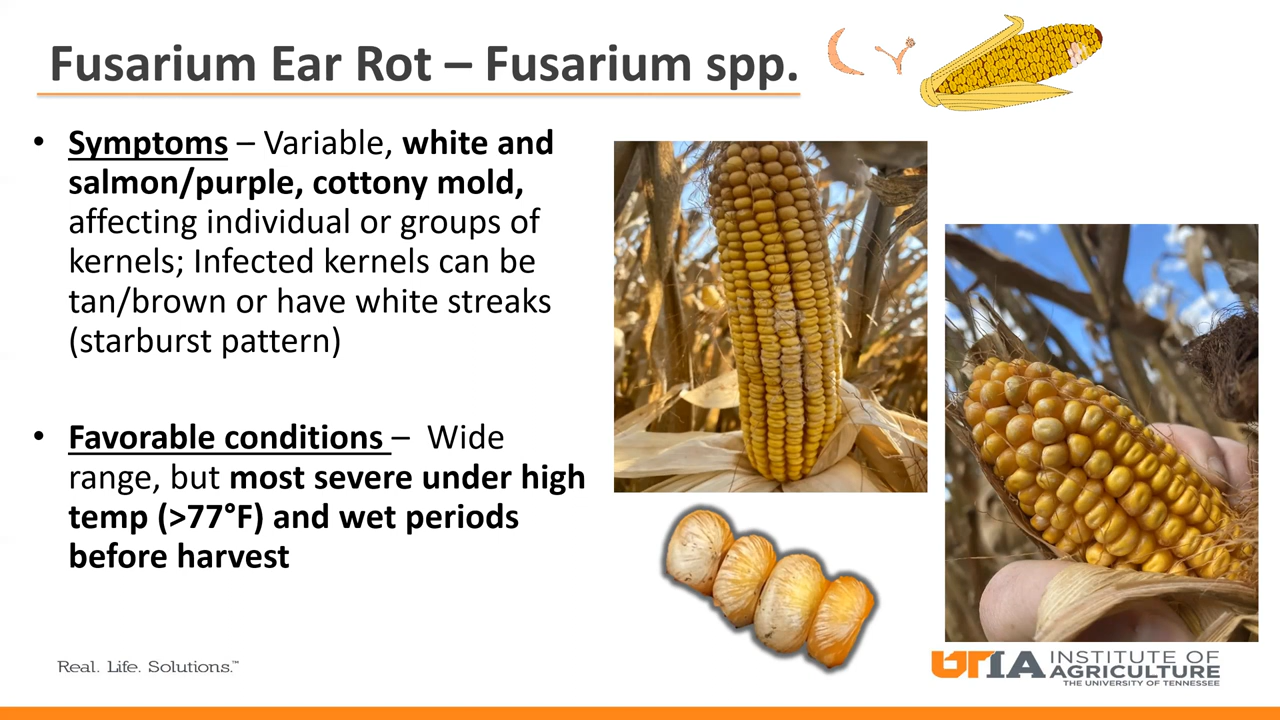 Fusarium Ear Rot – Fusarium spp.
• Symptoms – Variable, white and
salmon/purple, cottony mold,
affecting individual or groups of
kernels; Infected kernels can be
tan/brown or have white streaks
(starburst pattern)
• Favorable conditions – Wide
range, but most severe under high
temp (>77°F) and wet periods
before harvest
Real. Life. Solutions.™
UTIA INSTITUTE OF
AGRICULTURE
THE UNIVERSITY OF TENNESSEE